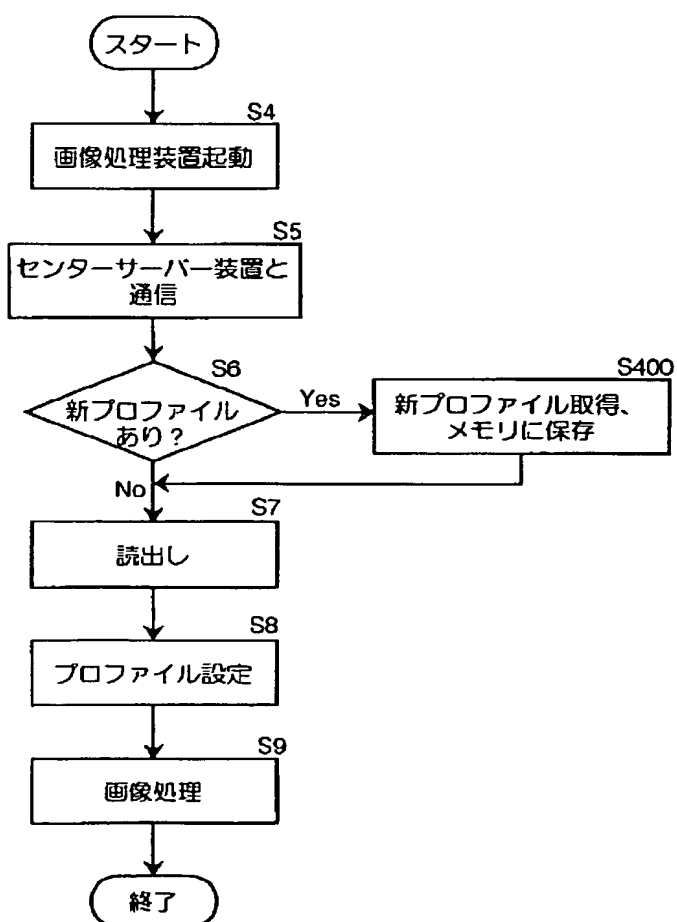 スタート
S4
画像処理装置起動
S5
センターサーバー装置と
通信
S6
新プロファイル
あり？
Yes
S400
新プロファイル取得、
メモリに保存
No
S7
読出し
S8
プロファイル設定
S9
画像処理
終了